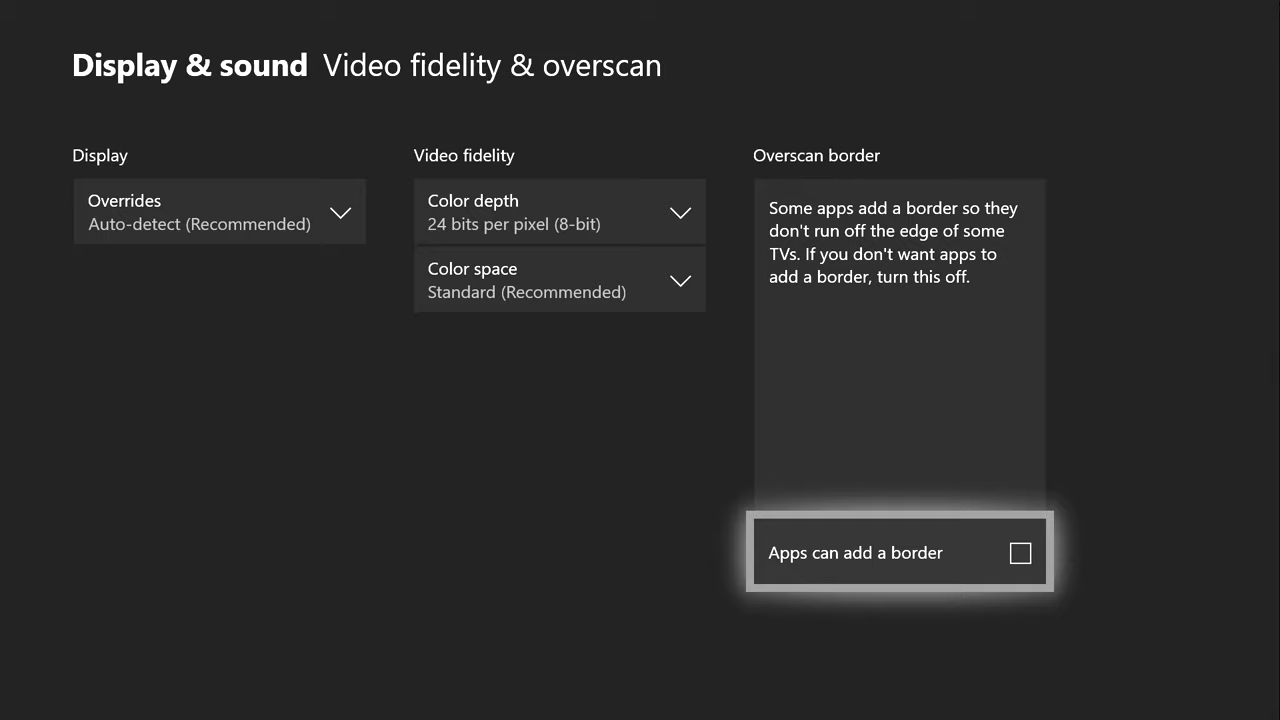 Display & sound Video fidelity & overscan
Display
Overrides
Auto-detect (Recommended)
Video fidelity
Color depth
24 bits per pixel (8-bit)
Color space
Standard (Recommended)
Overscan border
Some apps add a border so they
don't run off the edge of some
TVs. If you don't want apps to
add a border, turn this off.
Apps can add a border